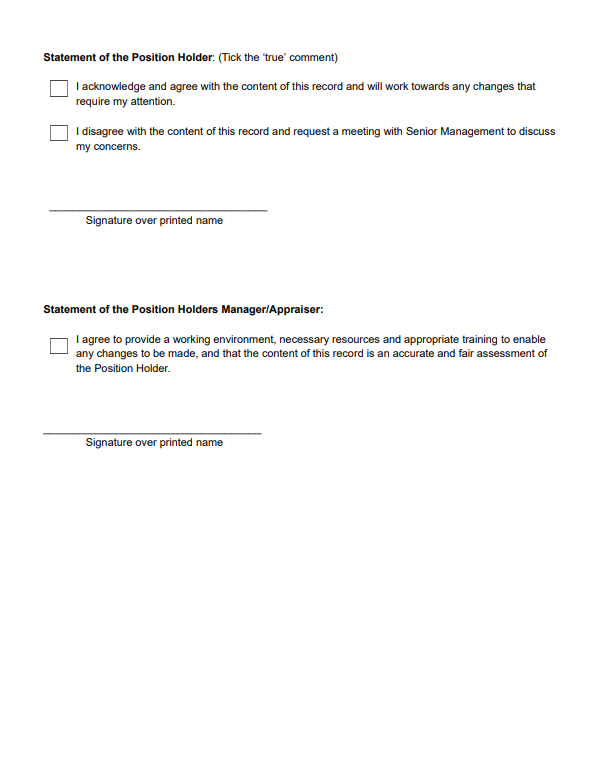 Statement of the Position Holder: (Tick the ‘true’ comment)
I acknowledge and agree with the content of this record and will work towards any changes that
require my attention.
I disagree with the content of this record and request a meeting with Senior Management to discuss
my concerns.
Signature over printed name
Statement of the Position Holders Manager/Appraiser:
I agree to provide a working environment, necessary resources and appropriate training to enable
any changes to be made, and that the content of this record is an accurate and fair assessment of
the Position Holder.
Signature over printed name